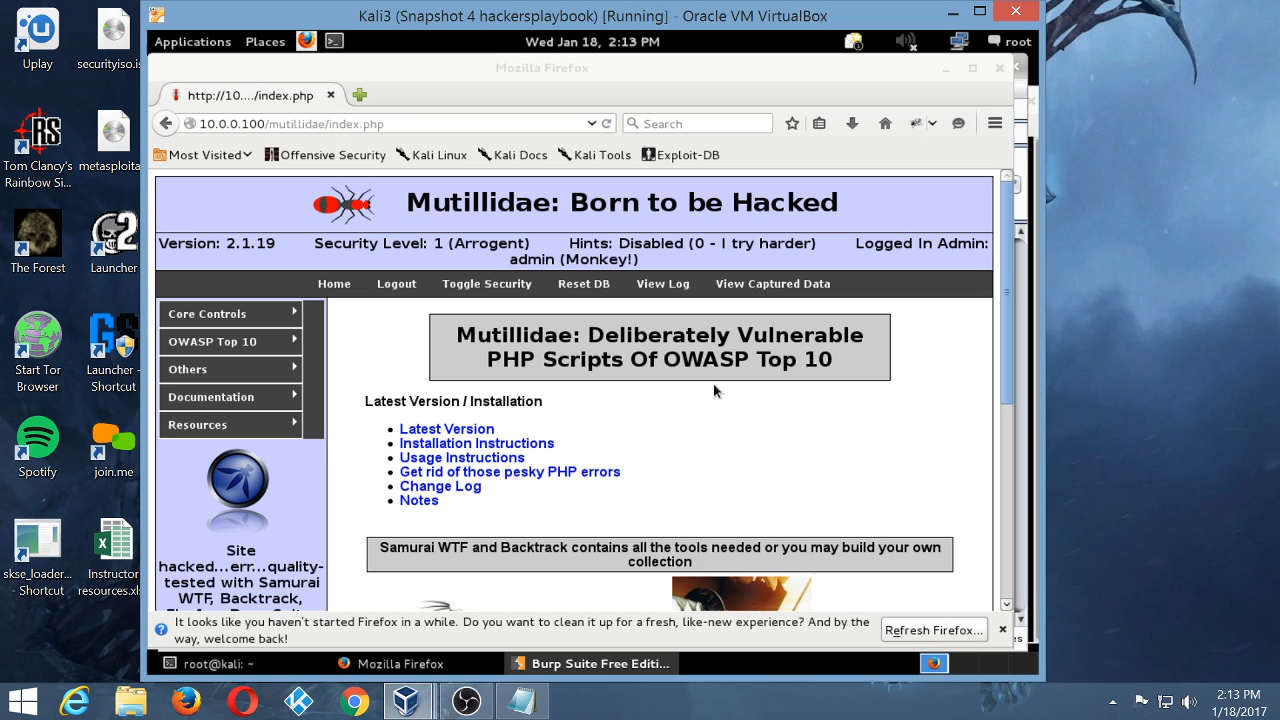 Kali3 (Snapshot 4 hackersplaybook) [Running] - Oracle VM VirtualBox
Applications Places Wed Jan 18, 2:13 PM root
Mozilla Firefox
http://10..../index.php
10.0.0.100/mutillidae/index.php Search
Most Visited Offensive Security Kali Linux Kali Docs Kali Tools Exploit-DB
Mutillidae: Born to be Hacked
Version: 2.1.19 Security Level: 1 (Arrogent) Hints: Disabled (0 - I try harder) Logged In Admin:
admin (Monkey!)
Home Logout Toggle Security Reset DB View Log View Captured Data
Core Controls
OWASP Top 10
Others
Documentation
Resources
Site
hacked...err...quality-
tested with Samurai
WTF, Backtrack,
Mutillidae: Deliberately Vulnerable
PHP Scripts Of OWASP Top 10
Latest Version / Installation
Latest Version
Installation Instructions
Usage Instructions
Get rid of those pesky PHP errors
Change Log
Notes
Samurai WTF and Backtrack contains all the tools needed or you may build your own
collection
It looks like you haven't started Firefox in a while. Do you want to clean it up for a fresh, like-new experience? And by the
way, welcome back!
Refresh Firefox...
root@kali: ~ Mozilla Firefox Burp Suite Free Editi...
Uplay
securityiso.is
Tom Clancy's
Rainbow Si...
metasploita
The Forest
2
Launcher
Start Tor
Browser
Launcher -
Shortcut
Spotify
join.me
skse_loader...
- Shortcut
Instructor
resources.xl
2:13 PM
1/18/2017